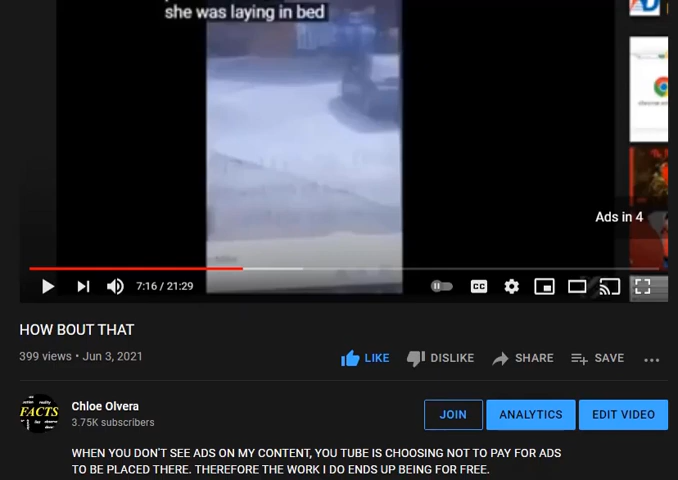 she was laying in bed
Ads in 4
7:16 / 21:29
CC
HOW BOUT THAT
399 views • Jun 3, 2021
LIKE DISLIKE SHARE SAVE
FACTS
Chloe Olvera
3.75K subscribers
JOIN ANALYTICS EDIT VIDEO
WHEN YOU DON'T SEE ADS ON MY CONTENT, YOU TUBE IS CHOOSING NOT TO PAY FOR ADS
TO BE PLACED THERE. THEREFORE THE WORK I DO ENDS UP BEING FOR FREE.